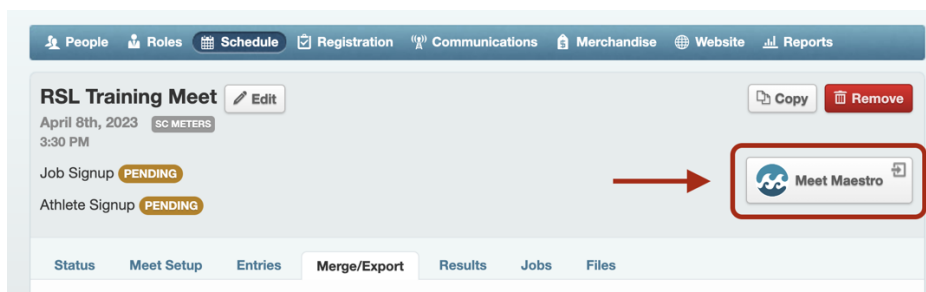 People Roles Schedule Registration Communications Merchandise Website Reports
RSL Training Meet Edit Copy Remove
April 8th, 2023 SC METERS
3:30 PM
Job Signup PENDING Meet Maestro
Athlete Signup PENDING
Status Meet Setup Entries Merge/Export Results Jobs Files